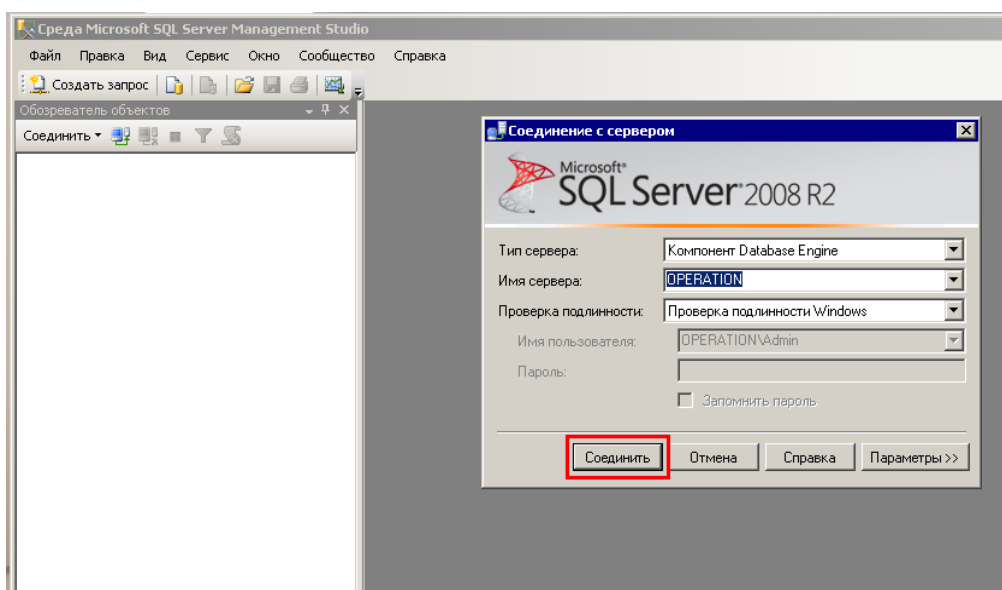 Среда Microsoft SQL Server Management Studio
Файл Правка Вид Сервис Окно Сообщество Справка
Создать запрос
Обозреватель объектов
Соединить
Соединение с сервером
Microsoft®
SQL Server® 2008 R2
Тип сервера: Компонент Database Engine
Имя сервера: OPERATION
Проверка подлинности: Проверка подлинности Windows
Имя пользователя: OPERATION\Admin
Пароль:
Запомнить пароль
Соединить Отмена Справка Параметры >>